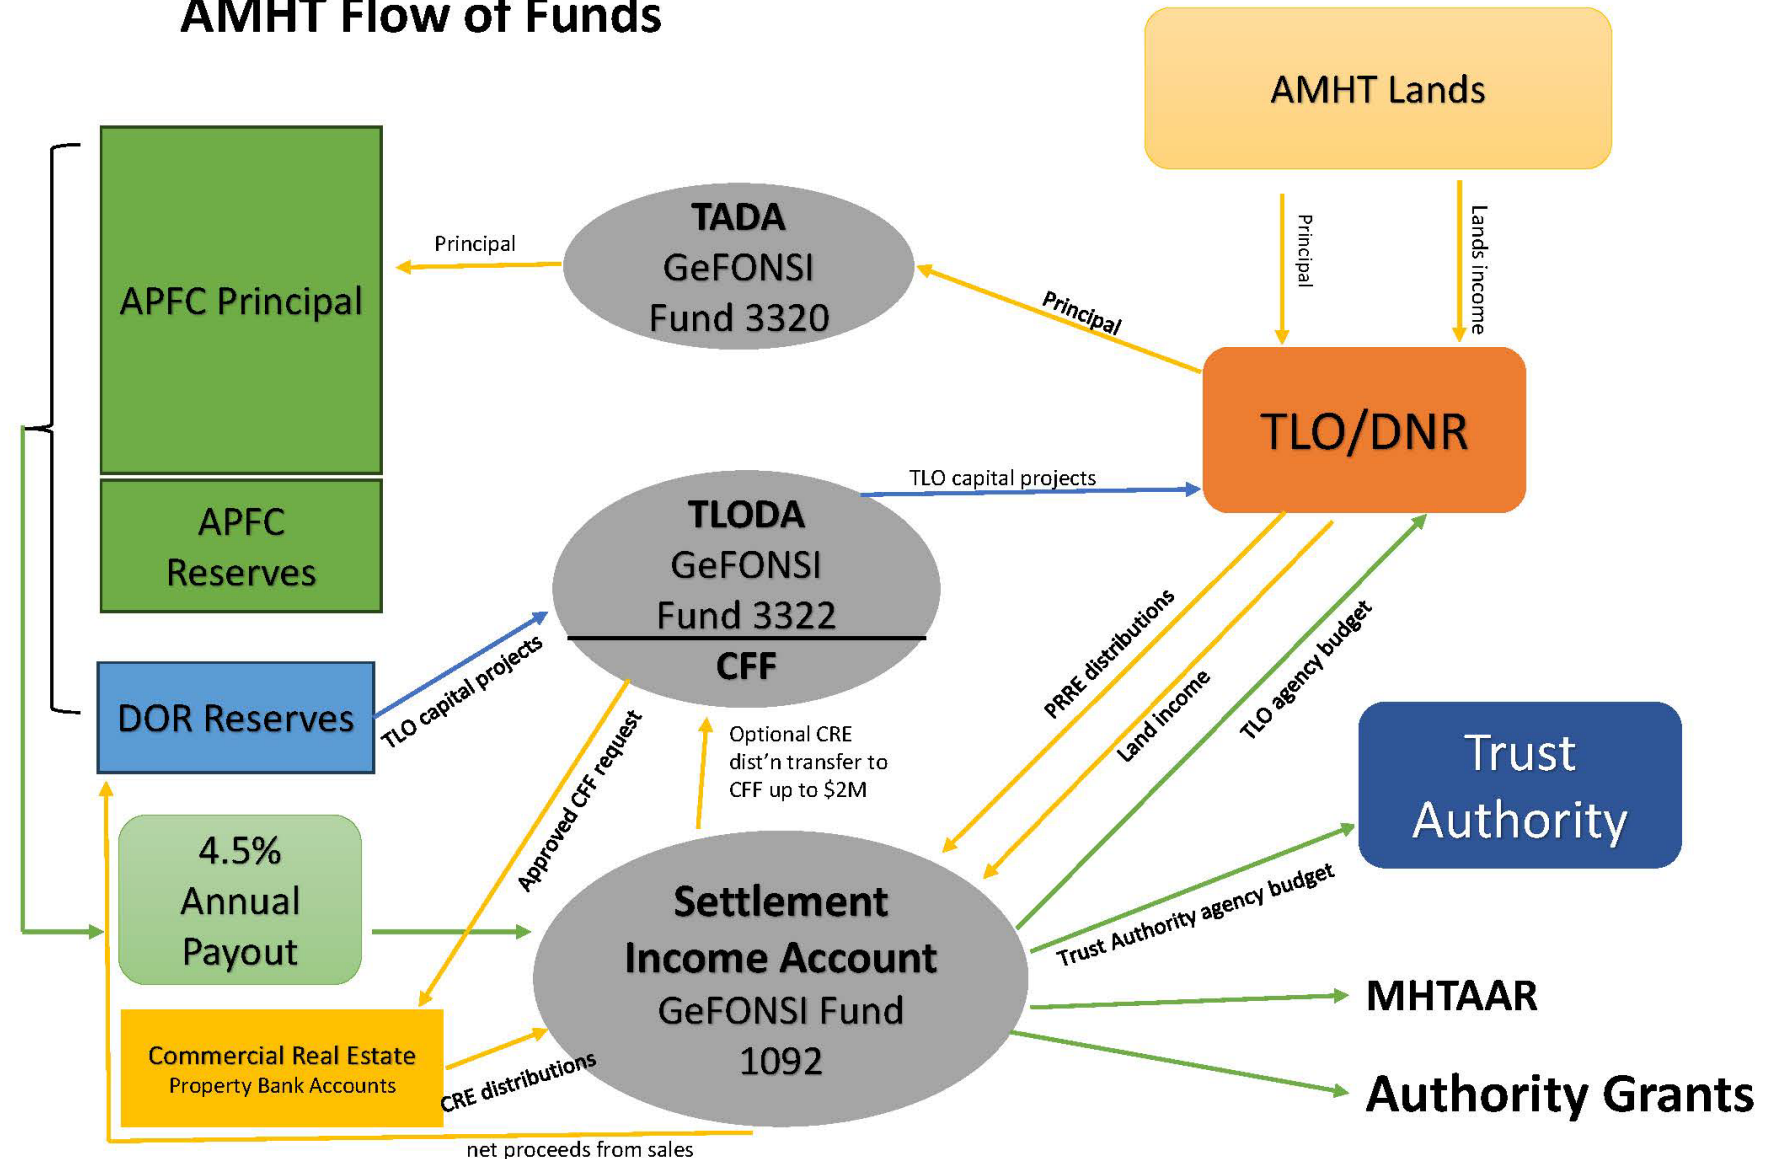 AMHT Flow of Funds
AMHT Lands
Principal
Lands income
APFC Principal
Principal
TADA
GeFONSI
Fund 3320
Principal
TLO/DNR
APFC
Reserves
TLODA
GeFONSI
Fund 3322
CFF
TLO capital projects
DOR Reserves
TLO capital projects
Approved CFF request
Optional CRE
dist'n transfer to
CFF up to $2M
PRRE distributions
Land income
TLO agency budget
Trust
Authority
4.5%
Annual
Payout
Settlement
Income Account
GeFONSI Fund
1092
Trust Authority agency budget
MHTAAR
Authority Grants
Commercial Real Estate
Property Bank Accounts
CRE distributions
net proceeds from sales